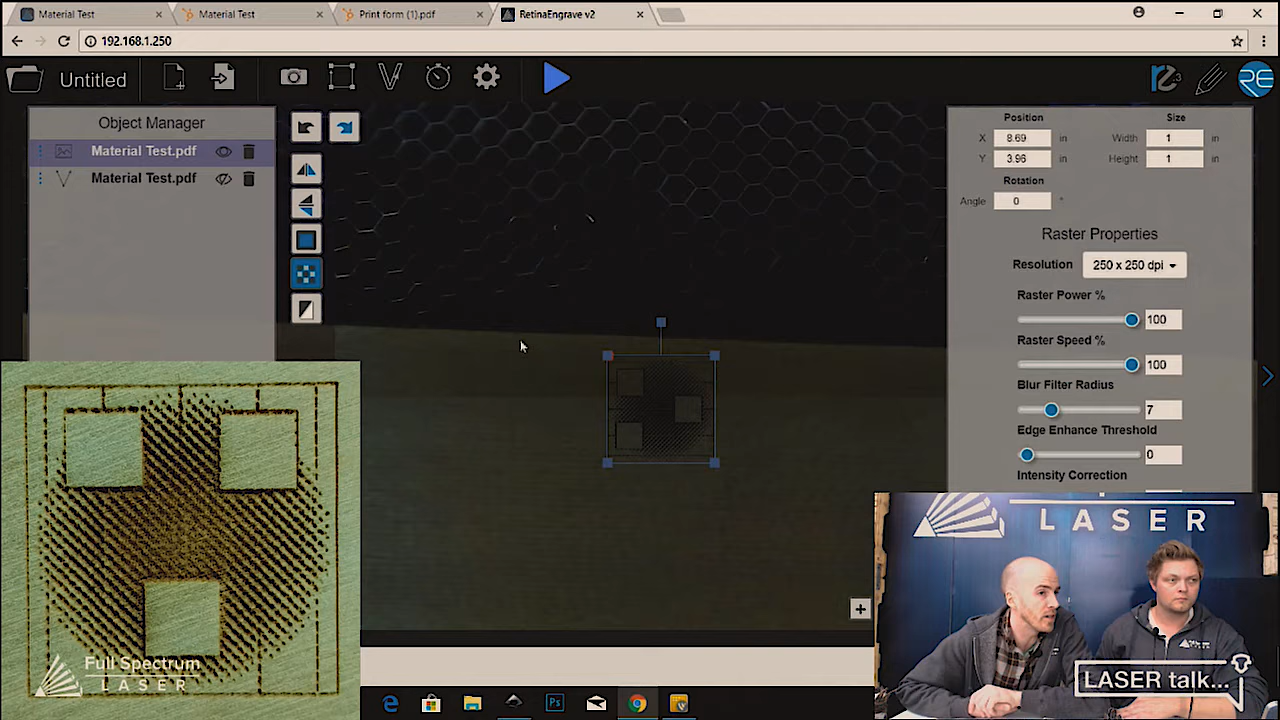 Material Test
Material Test
Print form (1).pdf
RetinaEngrave v2
192.168.1.250
Untitled
Object Manager
Material Test.pdf
Material Test.pdf
Position
Size
X 8.69 in Width 1 in
Y 3.96 in Height 1 in
Rotation
Angle 0 °
Raster Properties
Resolution 250 x 250 dpi
Raster Power %
100
Raster Speed %
100
Blur Filter Radius
7
Edge Enhance Threshold
0
Intensity Correction
LASER
Full Spectrum
LASER
LASER talk...